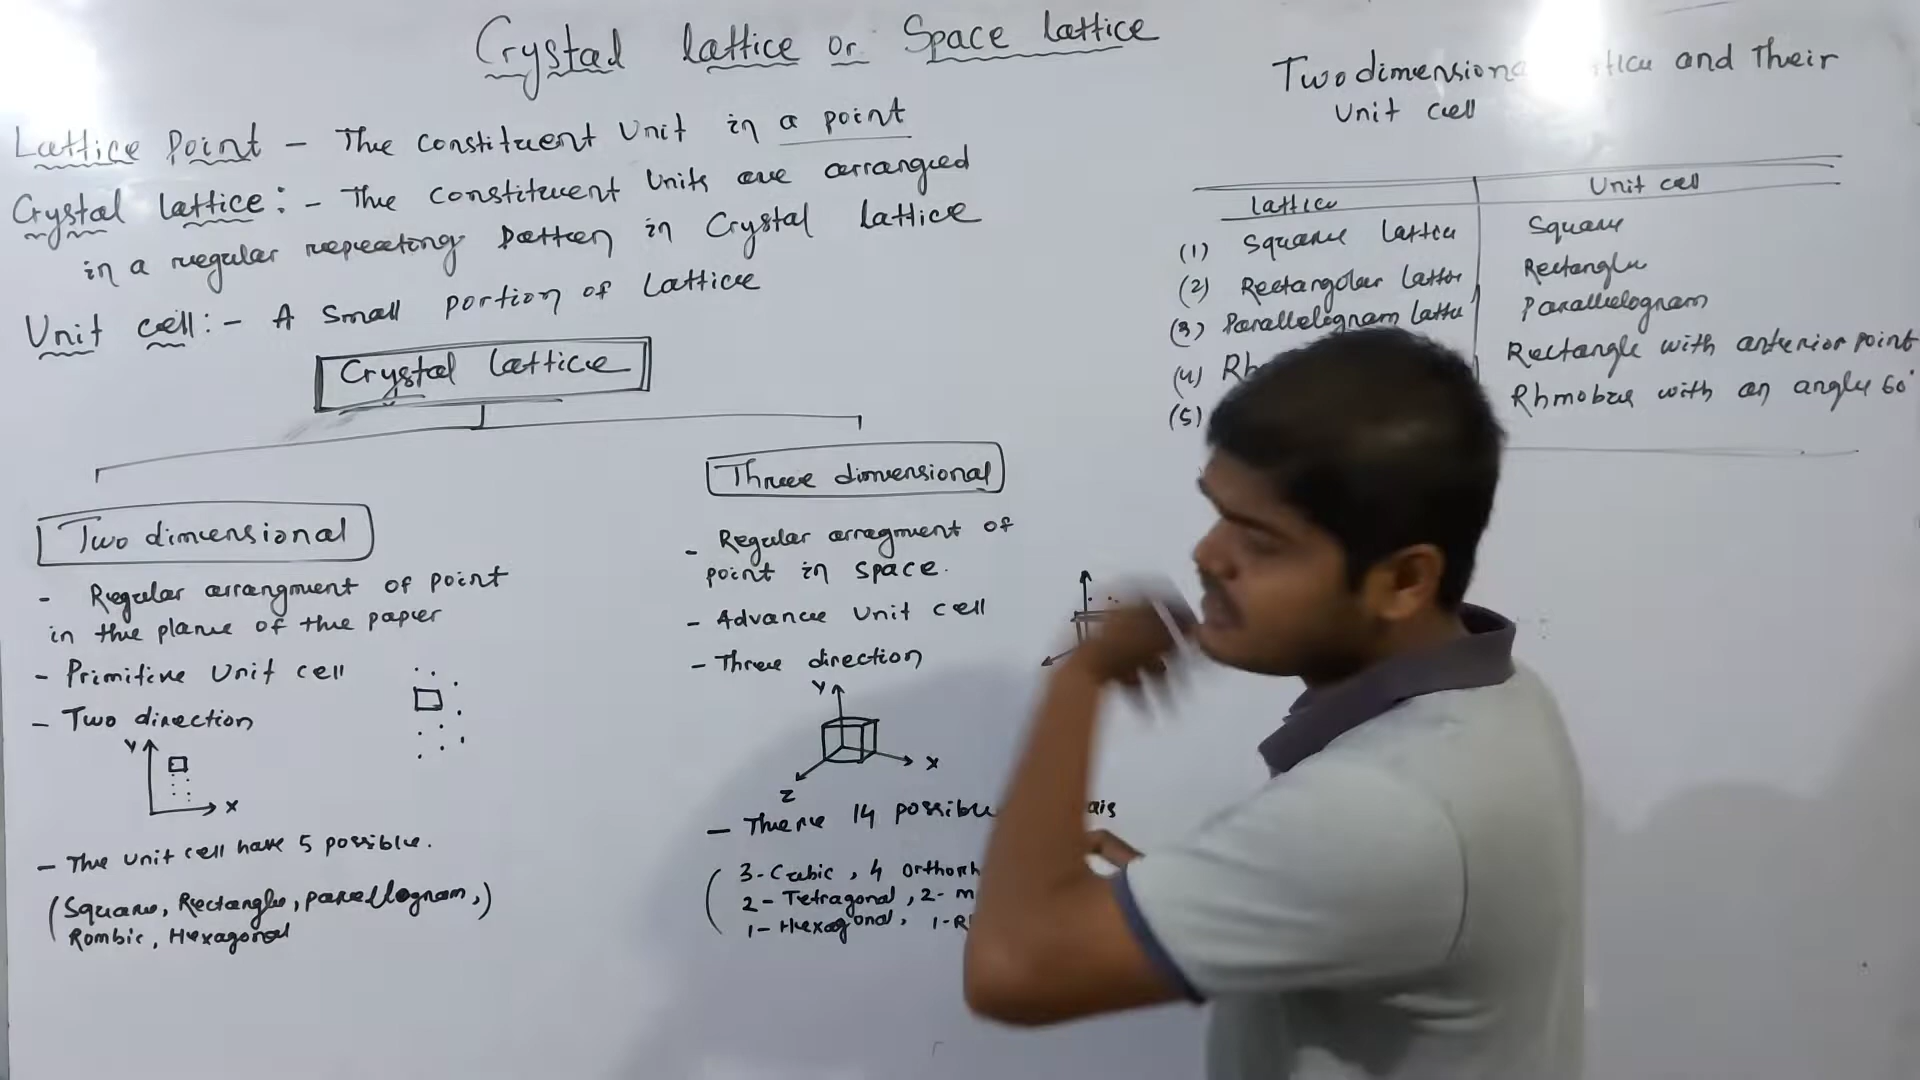 Crystal lattice or Space lattice
Lattice Point - The constituent Unit in a point
Crystal lattice :- The constituent Units are arranged
in a regular repeating pattern in Crystal lattice
Unit cell :- A Small portion of lattice
Crystal lattice
Two dimensional
- Regular arrangment of point
in the plane of the paper
- Primitive Unit cell
- Two direction
Y
X
- The unit cell have 5 possible.
(Square, Rectangle, parellogram,)
Rombic, Hexagonal
Three dimensional
- Regular arragment of
point in space.
- Advance Unit cell
- Three direction
Y
X
Z
- There 14 possible
(3-Cubic, 4 orthorh
2-Tetragonal, 2-m
1-Hexagonal, 1-R
Two dimensional and Their
Unit cell
Lattice Unit cell
(1) Square lattice Square
(2) Rectangular lattice Rectangle
(3) Parallelogram lattice Parallelogram
(4) Rh Rectangle with anterior point
(5) Rhmobus with an angle 60°